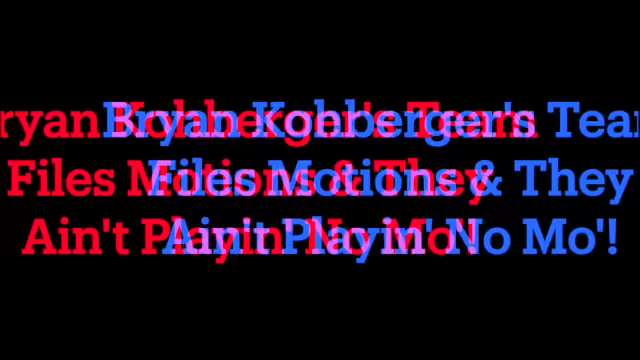 Bryan Kohberger's Team
Files Motions & They
Ain't Playin' No Mo'!